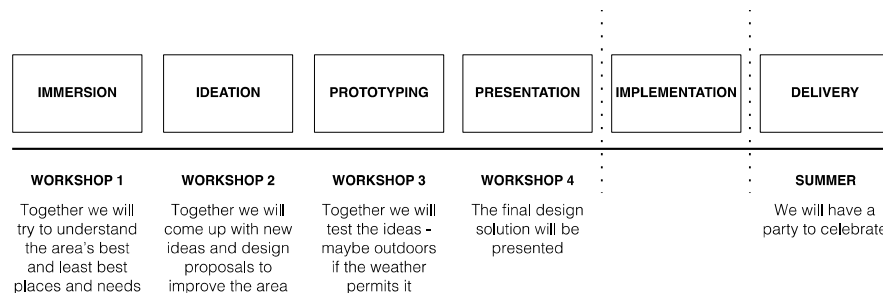 IMMERSION
IDEATION
PROTOTYPING
PRESENTATION
IMPLEMENTATION
DELIVERY
WORKSHOP 1
Together we will
try to understand
the area's best
and least best
places and needs
WORKSHOP 2
Together we will
come up with new
ideas and design
proposals to
improve the area
WORKSHOP 3
Together we will
test the ideas -
maybe outdoors
if the weather
permits it
WORKSHOP 4
The final design
solution will be
presented
SUMMER
We will have a
party to celebrate